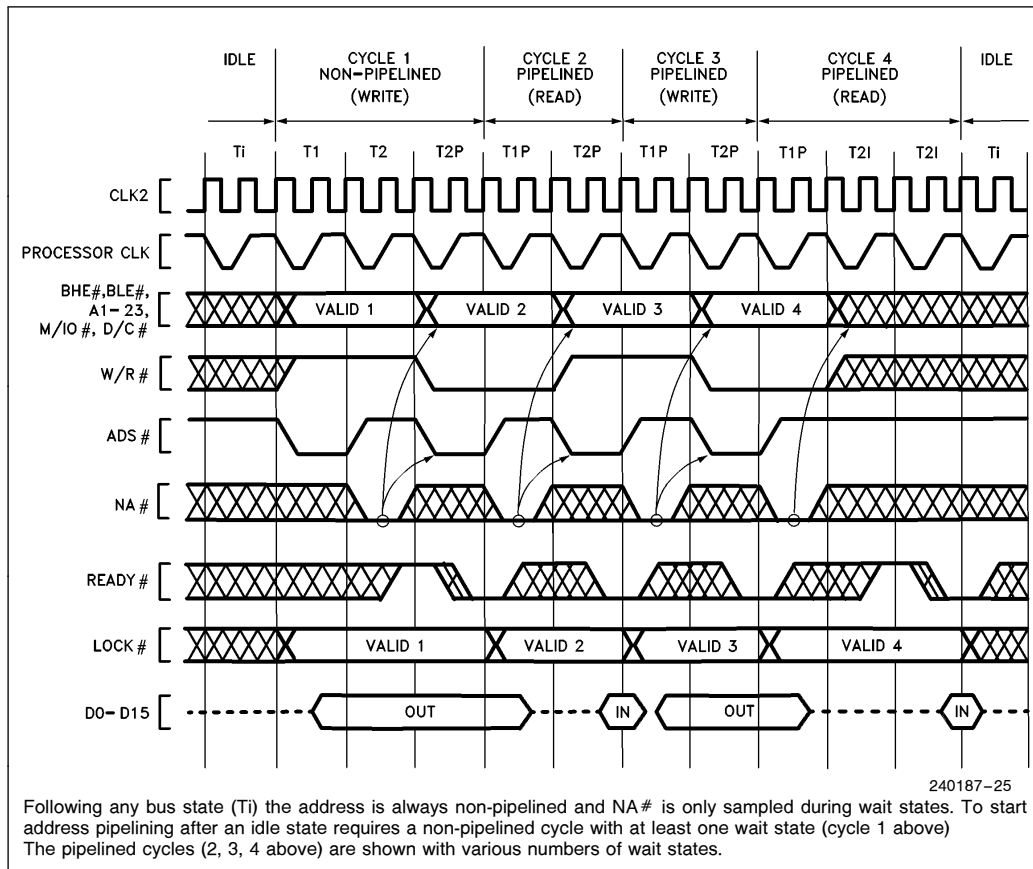 IDLE CYCLE 1 CYCLE 2 CYCLE 3 CYCLE 4 IDLE
NON-PIPELINED PIPELINED PIPELINED PIPELINED
(WRITE) (READ) (WRITE) (READ)
Ti T1 T2 T2P T1P T2P T1P T2P T1P T2I T2I Ti
CLK2
PROCESSOR CLK
BHE#,BLE#,
A1-23,
M/IO #, D/C #
VALID 1 VALID 2 VALID 3 VALID 4
W/R #
ADS #
NA #
READY #
LOCK #
VALID 1 VALID 2 VALID 3 VALID 4
D0- D15
OUT IN OUT IN
240187-25
Following any bus state (Ti) the address is always non-pipelined and NA# is only sampled during wait states. To start
address pipelining after an idle state requires a non-pipelined cycle with at least one wait state (cycle 1 above)
The pipelined cycles (2, 3, 4 above) are shown with various numbers of wait states.